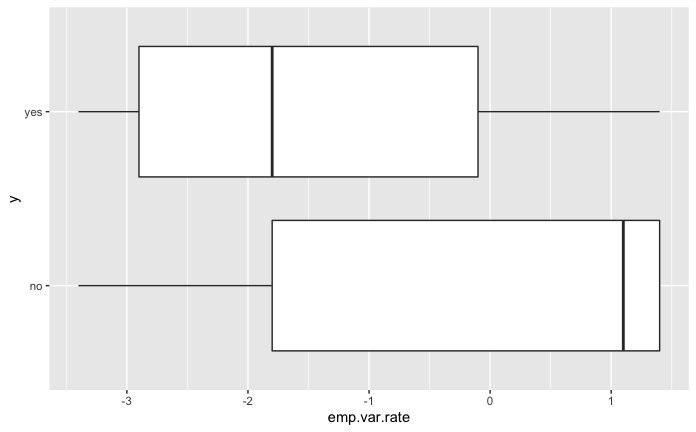 yes
y
no
-3 -2 -1 0 1
emp.var.rate